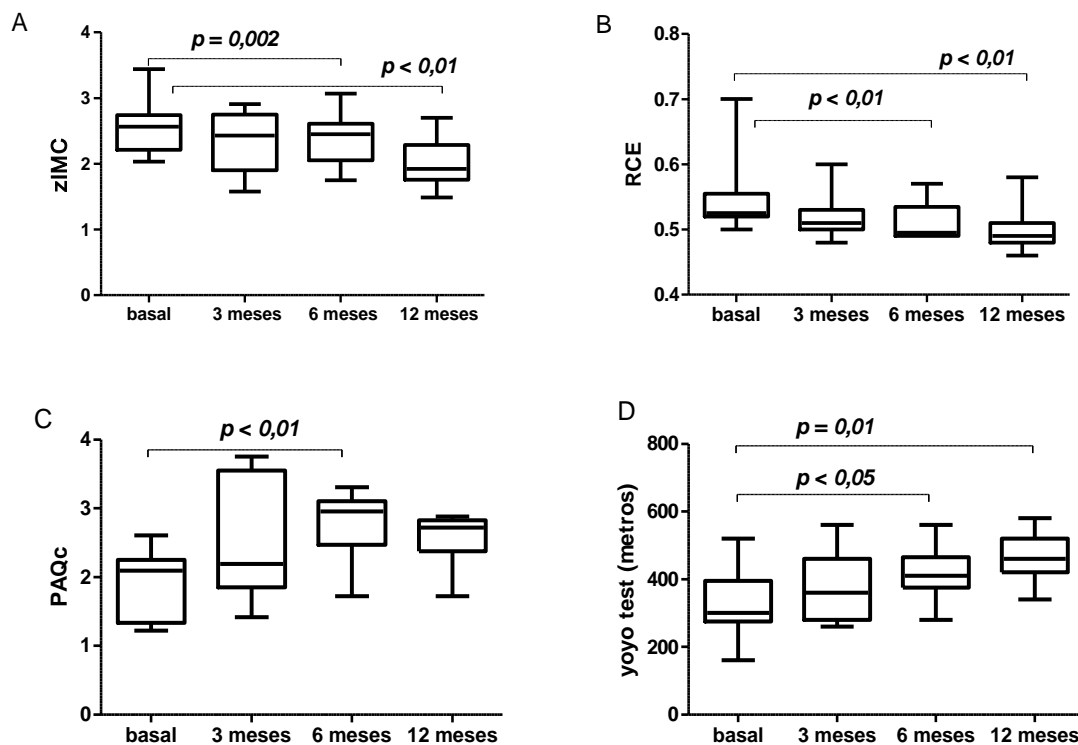 A
p = 0,002
p < 0,01
zIMC
4
3
2
1
0
basal 3 meses 6 meses 12 meses
B
p < 0,01
p < 0,01
RCE
0.7
0.6
0.5
0.4
basal 3 meses 6 meses 12 meses
C
p < 0,01
PAQc
4
3
2
1
0
basal 3 meses 6 meses 12 meses
D
p = 0,01
p < 0,05
yoyo test (metros)
800
600
400
200
0
basal 3 meses 6 meses 12 meses